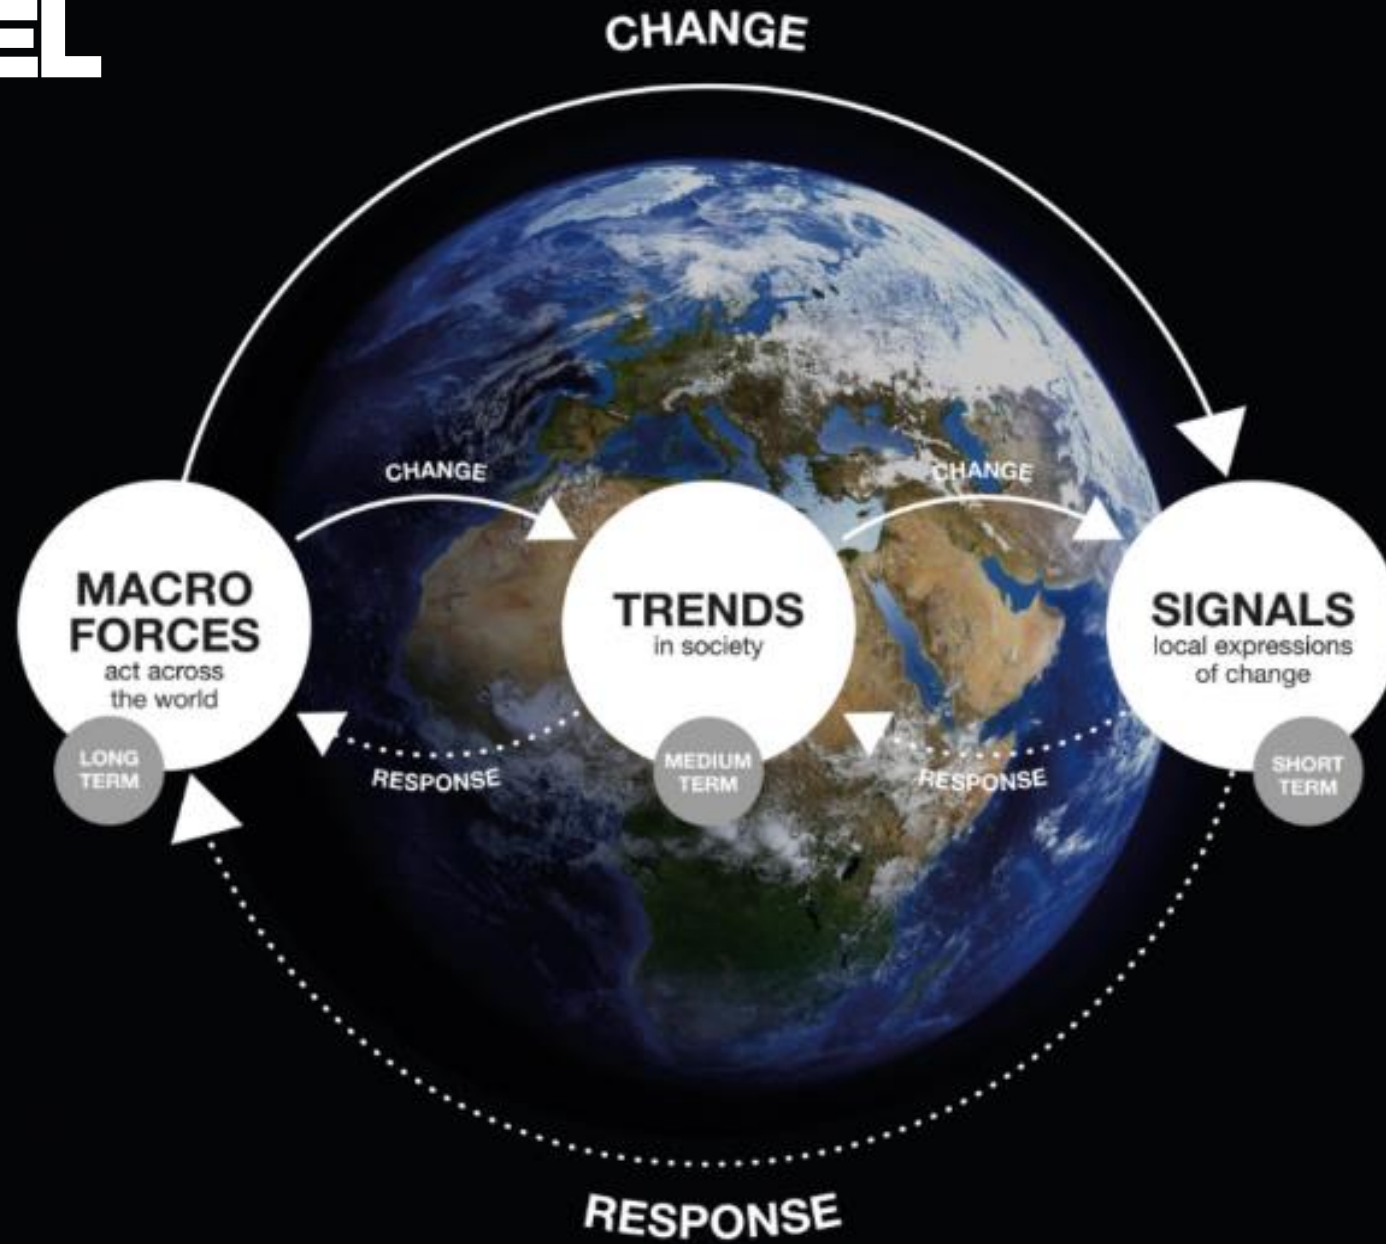 EL
CHANGE
CHANGE
CHANGE
MACRO
FORCES
act across
the world
LONG
TERM
TRENDS
in society
MEDIUM
TERM
SIGNALS
local expressions
of change
SHORT
TERM
RESPONSE
RESPONSE
RESPONSE